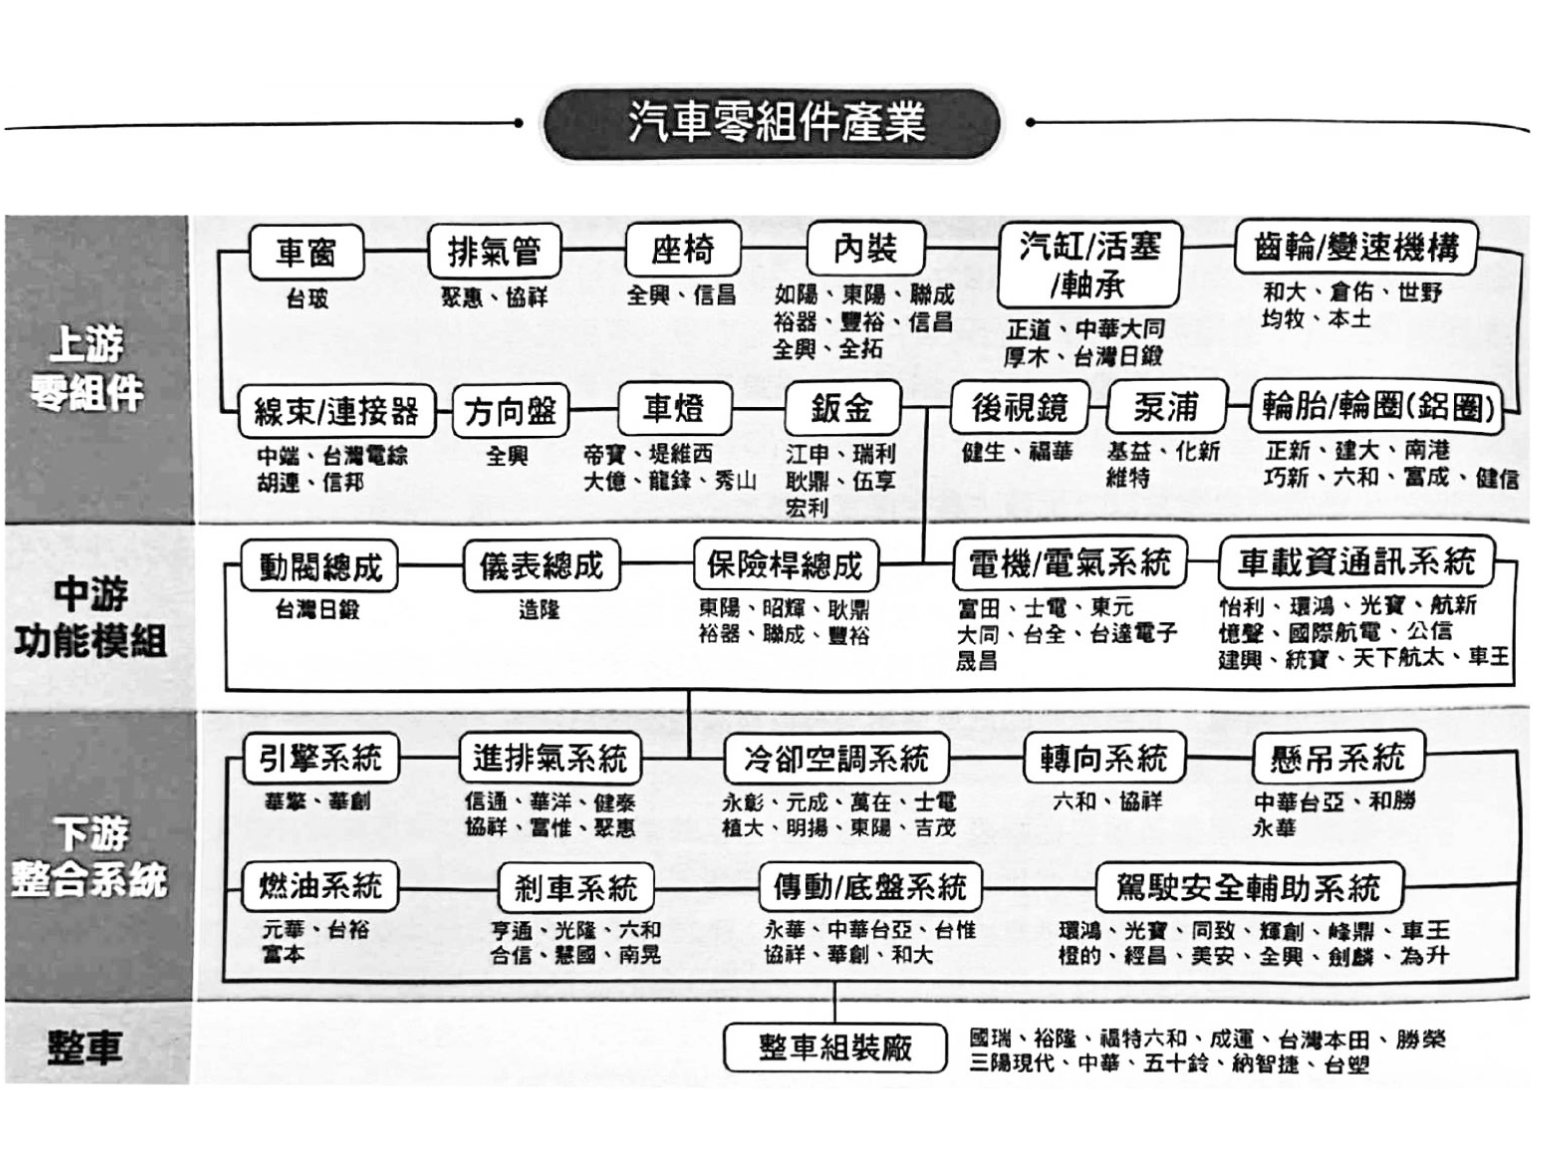 汽車零組件產業
上游
零組件
車窗
台玻
排氣管
聚惠、協祥
座椅
全興、信昌
內裝
如陽、東陽、聯成
裕器、豐裕、信昌
全興、全拓
汽缸/活塞
/軸承
正道、中華大同
厚木、台灣日鍛
齒輪/變速機構
和大、倉佑、世野
均牧、本土
線束/連接器
中端、台灣電綜
胡連、信邦
方向盤
全興
車燈
帝寶、堤維西
大億、龍鋒、秀山
鈑金
江申、瑞利
耿鼎、伍享
宏利
後視鏡
健生、福華
泵浦
基益、化新
維特
輪胎/輪圈(鋁圈)
正新、建大、南港
巧新、六和、富成、健信
中游
功能模組
動閥總成
台灣日鍛
儀表總成
造隆
保險桿總成
東陽、昭輝、耿鼎
裕器、聯成、豐裕
電機/電氣系統
富田、士電、東元
大同、台全、台達電子
晟昌
車載資通訊系統
怡利、環鴻、光寶、航新
憶聲、國際航電、公信
建興、統寶、天下航太、車王
下游
整合系統
引擎系統
華擎、華創
進排氣系統
信通、華洋、健泰
協祥、富惟、聚惠
冷卻空調系統
永彰、元成、萬在、士電
植大、明揚、東陽、吉茂
轉向系統
六和、協祥
懸吊系統
中華台亞、和勝
永華
燃油系統
元華、台裕
富本
剎車系統
亨通、光隆、六和
合信、慧國、南晃
傳動/底盤系統
永華、中華台亞、台惟
協祥、華創、和大
駕駛安全輔助系統
環鴻、光寶、同致、輝創、峰鼎、車王
橙的、經昌、美安、全興、劍麟、為升
整車
整車組裝廠
國瑞、裕隆、福特六和、成運、台灣本田、勝榮
三陽現代、中華、五十鈴、納智捷、台塑